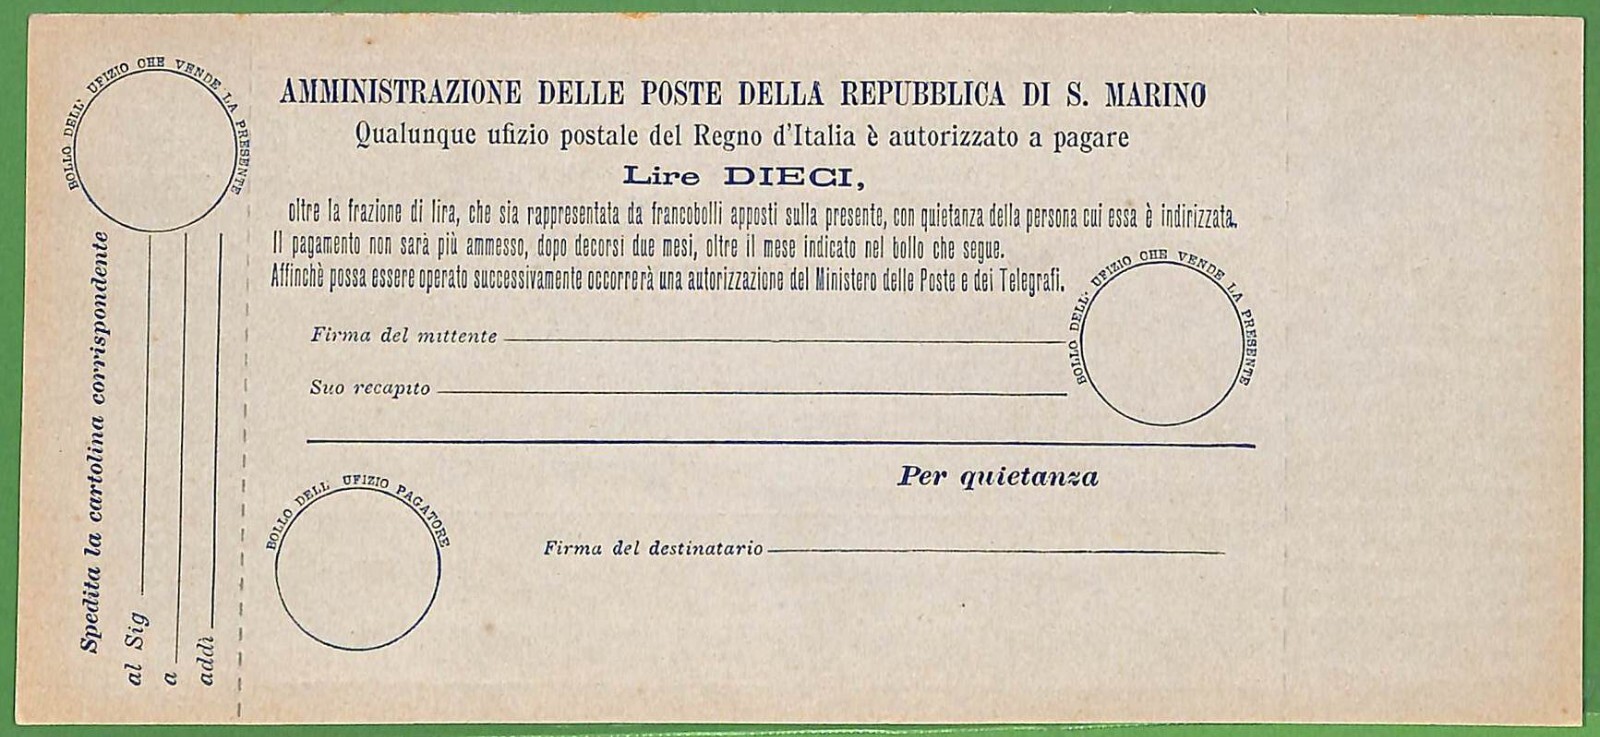 BOLLO DELL' UFIZIO CHE VENDE LA PRESENTE
Spedita la cartolina corrispondente
al Sig
a
addì
AMMINISTRAZIONE DELLE POSTE DELLA REPUBBLICA DI S. MARINO
Qualunque ufizio postale del Regno d'Italia è autorizzato a pagare
Lire DIECI,
oltre la frazione di lira, che sia rappresentata da francobolli apposti sulla presente, con quietanza della persona cui essa è indirizzata.
Il pagamento non sarà più ammesso, dopo decorsi due mesi, oltre il mese indicato nel bollo che segue.
Affinchè possa essere operato successivamente occorrerà una autorizzazione del Ministero delle Poste e dei Telegrafi.
BOLLO DELL' UFIZIO CHE VENDE LA PRESENTE
Firma del mittente
Suo recapito
Per quietanza
BOLLO DELL UFIZIO PAGATORE
Firma del destinatario